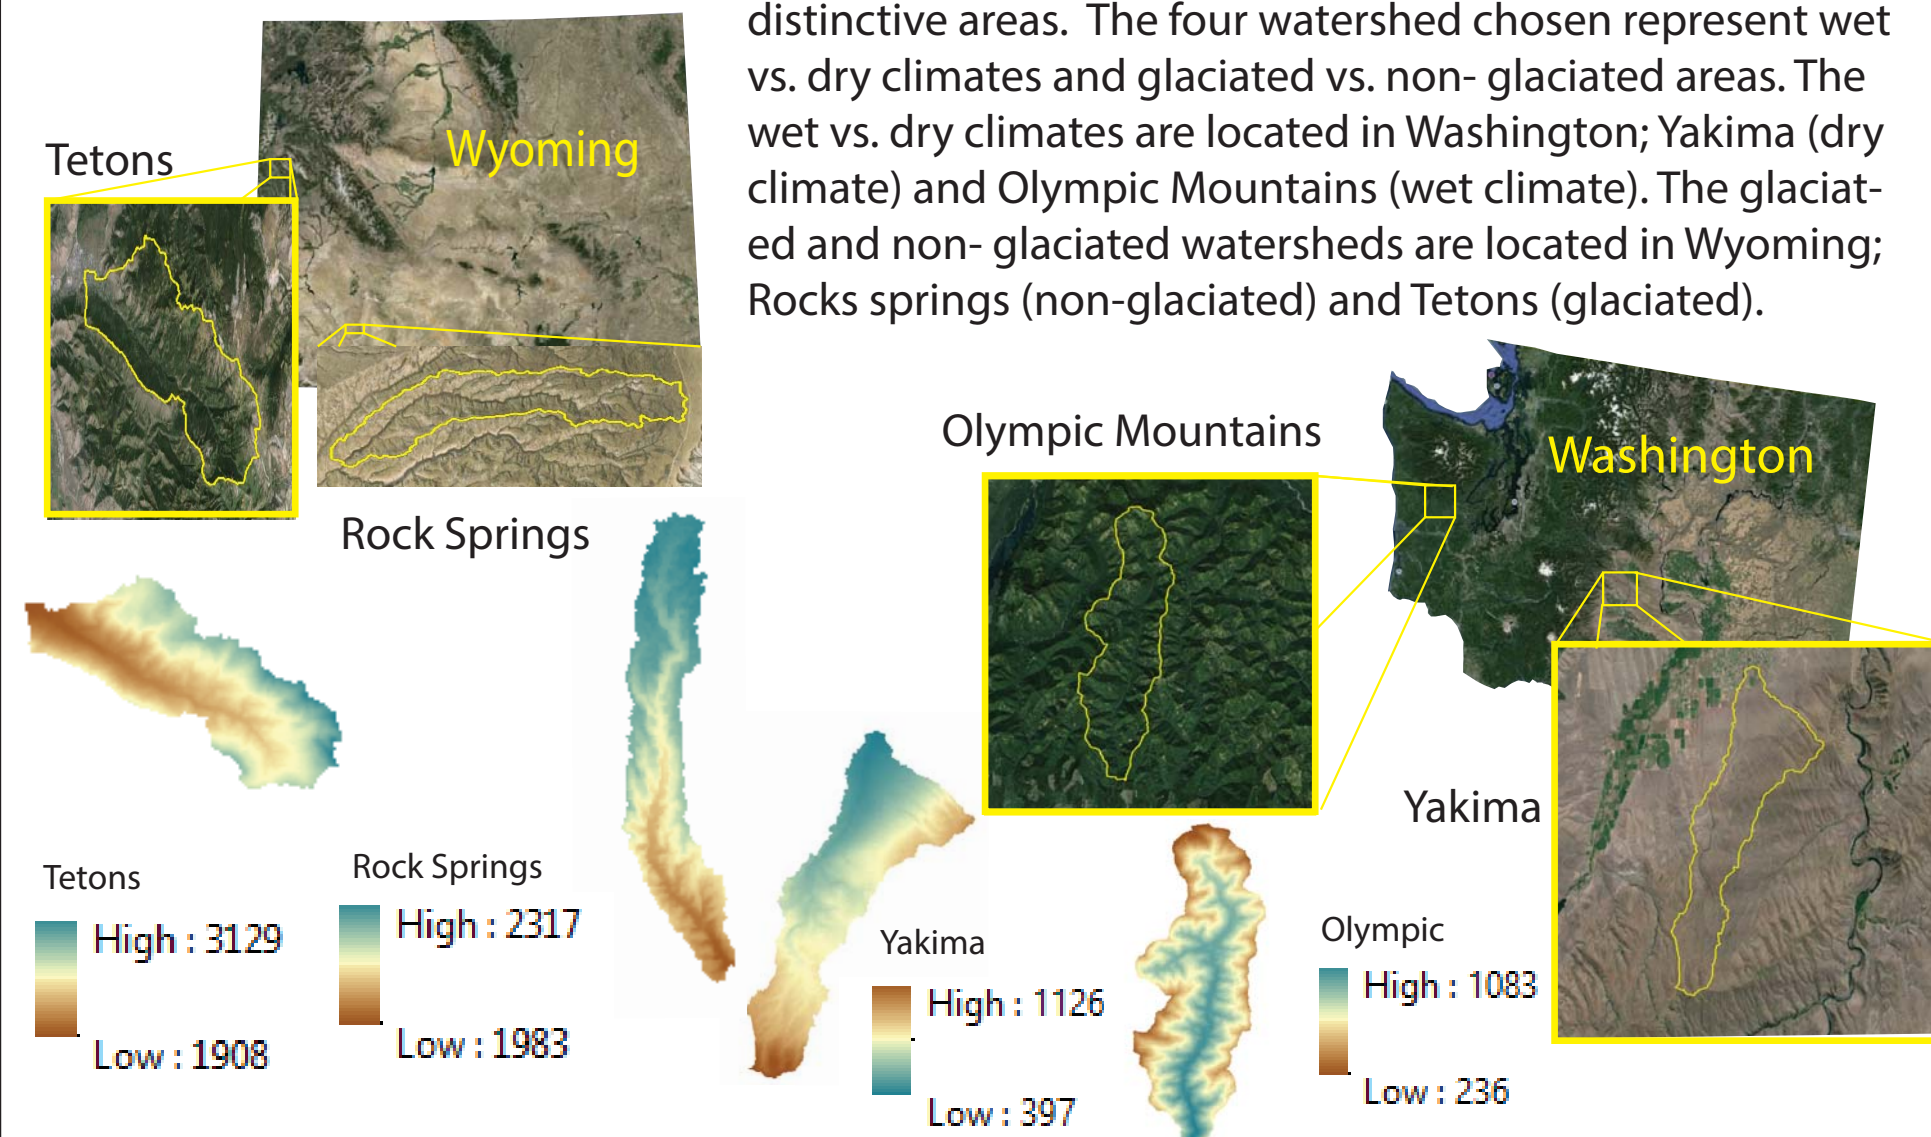 distinctive areas. The four watershed chosen represent wet
vs. dry climates and glaciated vs. non- glaciated areas. The
wet vs. dry climates are located in Washington; Yakima (dry
climate) and Olympic Mountains (wet climate). The glaciat-
ed and non- glaciated watersheds are located in Wyoming;
Rocks springs (non-glaciated) and Tetons (glaciated).
Tetons
Wyoming
Rock Springs
Olympic Mountains
Washington
Yakima
Tetons
High : 3129
Low : 1908
Rock Springs
High : 2317
Low : 1983
Yakima
High : 1126
Low : 397
Olympic
High : 1083
Low : 236